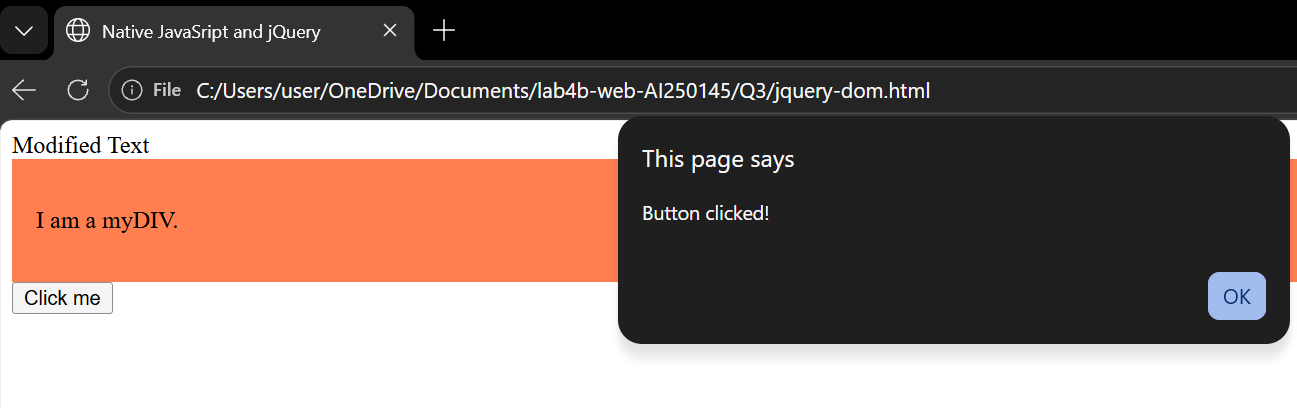 Native JavaSript and jQuery
File C:/Users/user/OneDrive/Documents/lab4b-web-AI250145/Q3/jquery-dom.html
Modified Text
I am a myDIV.
Click me
This page says
Button clicked!
OK